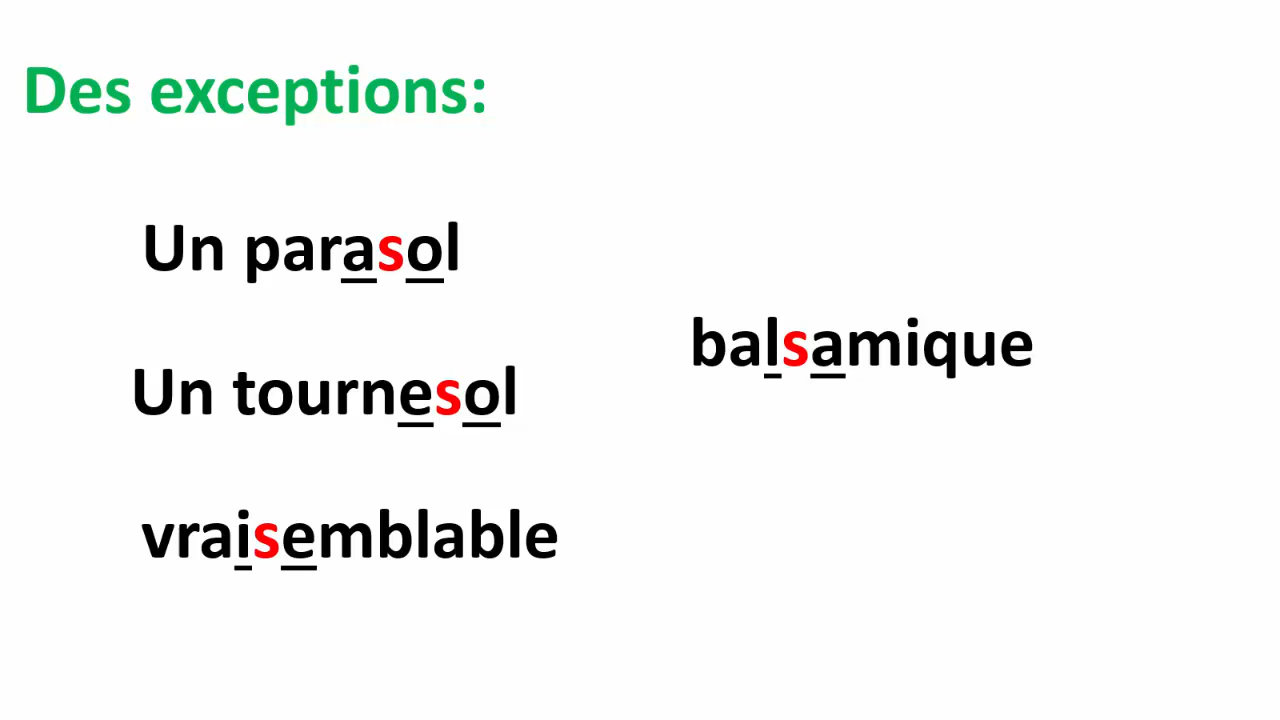 Des exceptions:
Un parasol
Un tournesol
vraisemblable
balsamique